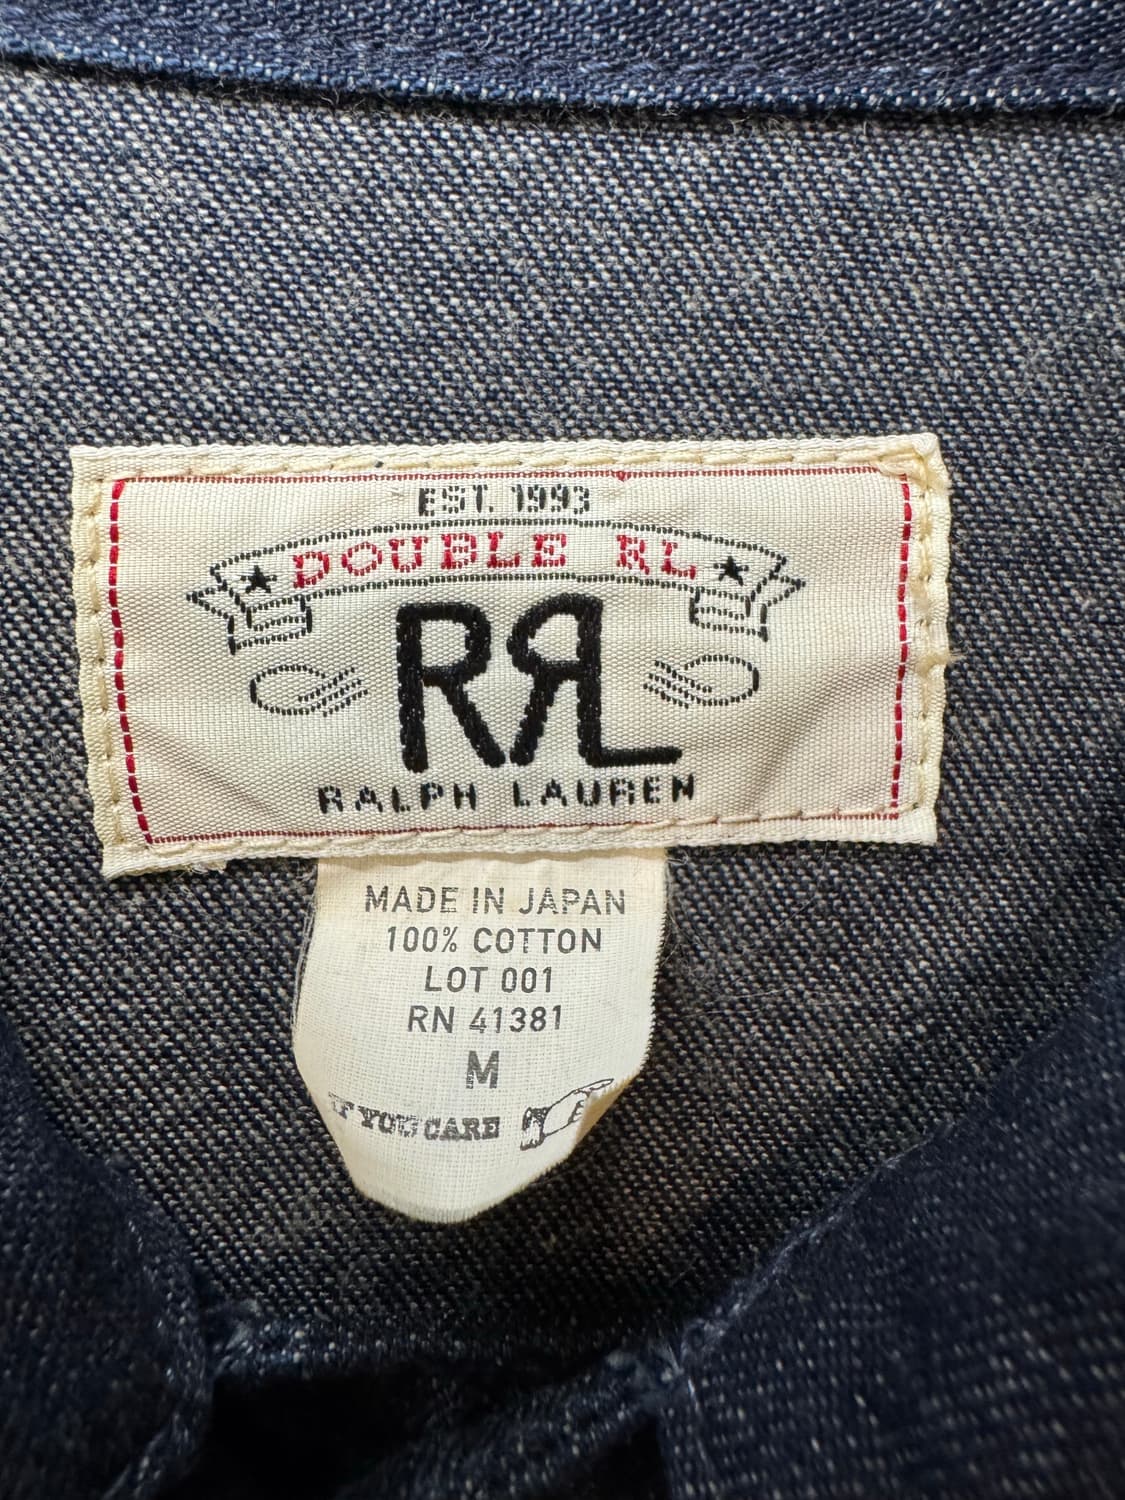 EST. 1993
DOUBLE RL
RRL
RALPH LAUREN
MADE IN JAPAN
100% COTTON
LOT 001
RN 41381
M
IF YOU CARE